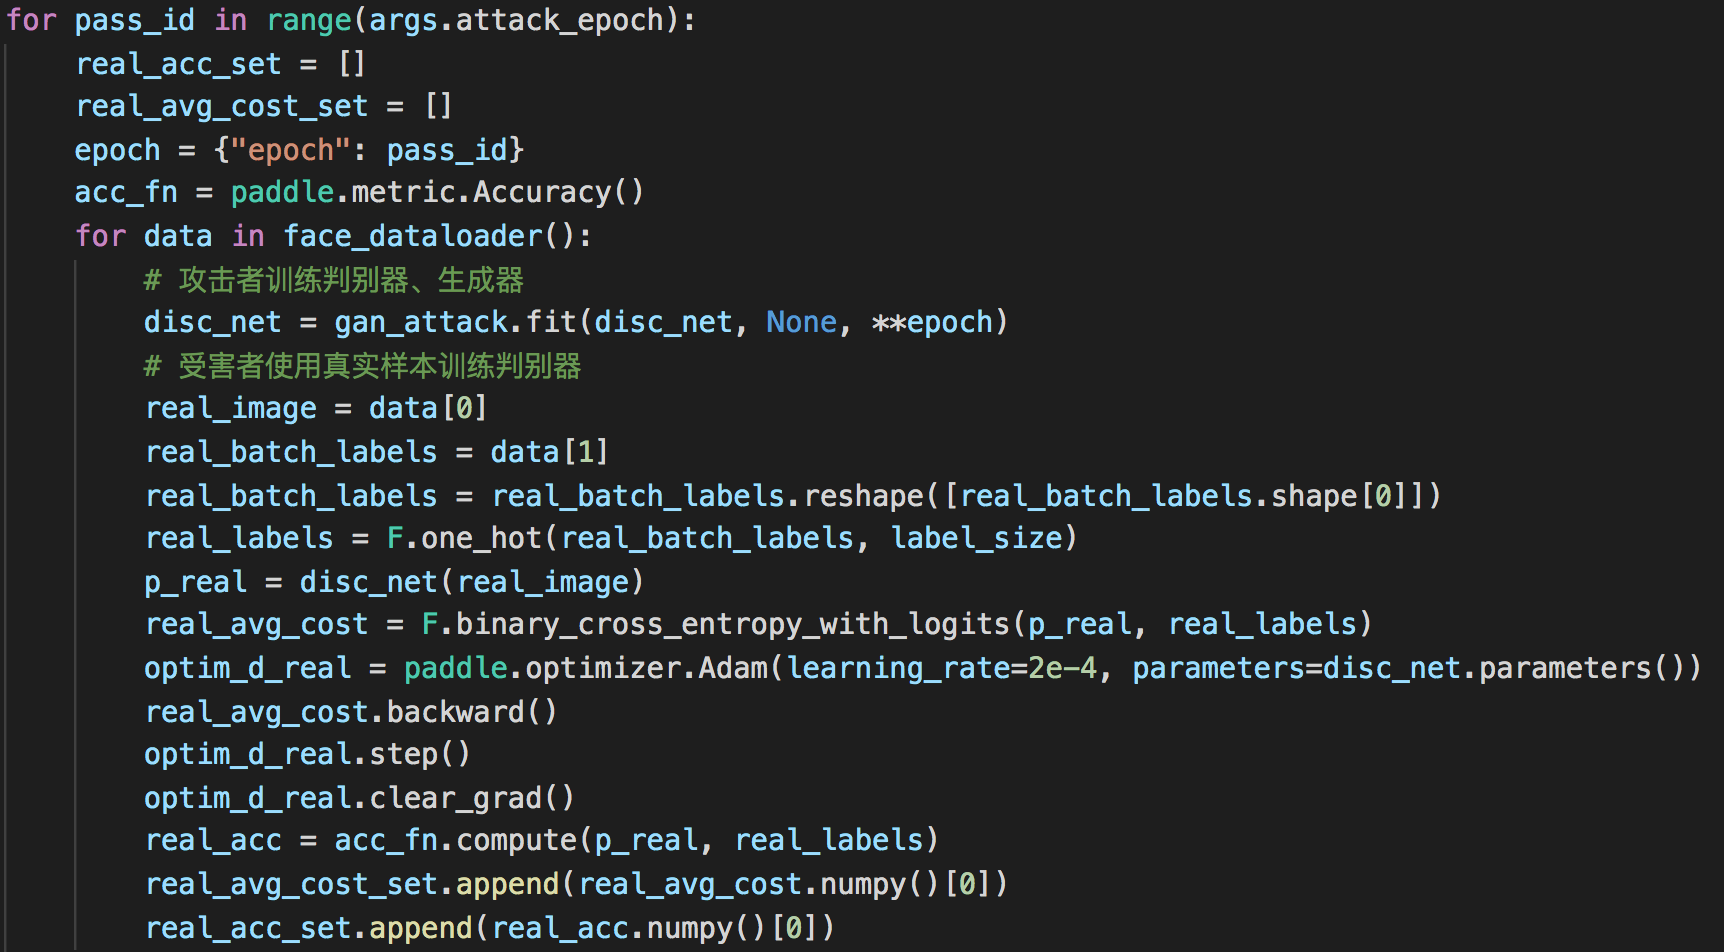 for pass_id in range(args.attack_epoch):
    real_acc_set = []
    real_avg_cost_set = []
    epoch = {"epoch": pass_id}
    acc_fn = paddle.metric.Accuracy()
    for data in face_dataloader():
        # 攻击者训练判别器、生成器
        disc_net = gan_attack.fit(disc_net, None, **epoch)
        # 受害者使用真实样本训练判别器
        real_image = data[0]
        real_batch_labels = data[1]
        real_batch_labels = real_batch_labels.reshape([real_batch_labels.shape[0]])
        real_labels = F.one_hot(real_batch_labels, label_size)
        p_real = disc_net(real_image)
        real_avg_cost = F.binary_cross_entropy_with_logits(p_real, real_labels)
        optim_d_real = paddle.optimizer.Adam(learning_rate=2e-4, parameters=disc_net.parameters())
        real_avg_cost.backward()
        optim_d_real.step()
        optim_d_real.clear_grad()
        real_acc = acc_fn.compute(p_real, real_labels)
        real_avg_cost_set.append(real_avg_cost.numpy()[0])
        real_acc_set.append(real_acc.numpy()[0])